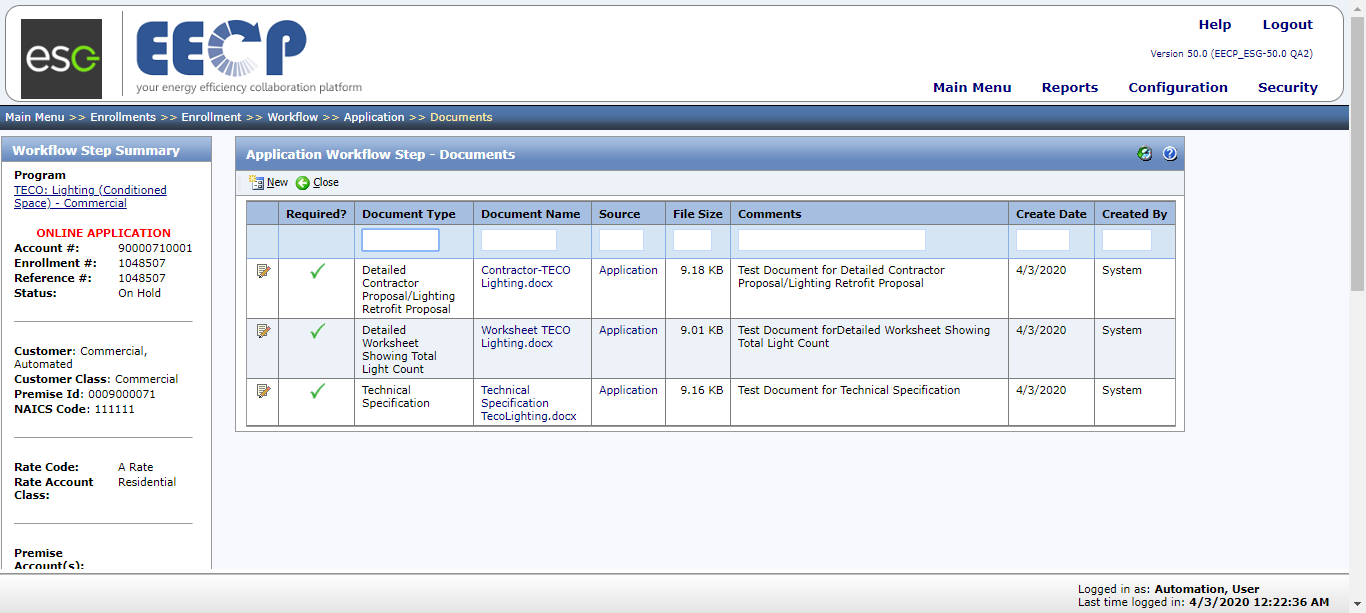 esg
EECP
your energy efficiency collaboration platform
Help Logout
Version 50.0 (EECP_ESG-50.0 QA2)
Main Menu Reports Configuration Security
Main Menu >> Enrollments >> Enrollment >> Workflow >> Application >> Documents
Workflow Step Summary
Program
TECO: Lighting (Conditioned
Space) - Commercial
ONLINE APPLICATION
Account #: 90000710001
Enrollment #: 1048507
Reference #: 1048507
Status: On Hold
Customer: Commercial,
Automated
Customer Class: Commercial
Premise Id: 0009000071
NAICS Code: 111111
Rate Code: A Rate
Rate Account Residential
Class:
Premise
Account(s):
Application Workflow Step - Documents
New Close
Required? Document Type Document Name Source File Size Comments Create Date Created By
Detailed Contractor-TECO Application 9.18 KB Test Document for Detailed Contractor 4/3/2020 System
Contractor Lighting.docx Proposal/Lighting Retrofit Proposal
Proposal/Lighting
Retrofit Proposal
Detailed Worksheet TECO Application 9.01 KB Test Document forDetailed Worksheet Showing 4/3/2020 System
Worksheet Lighting.docx Total Light Count
Showing Total
Light Count
Technical Technical Application 9.16 KB Test Document for Technical Specification 4/3/2020 System
Specification Specification
TecoLighting.docx
Logged in as: Automation, User
Last time logged in: 4/3/2020 12:22:36 AM